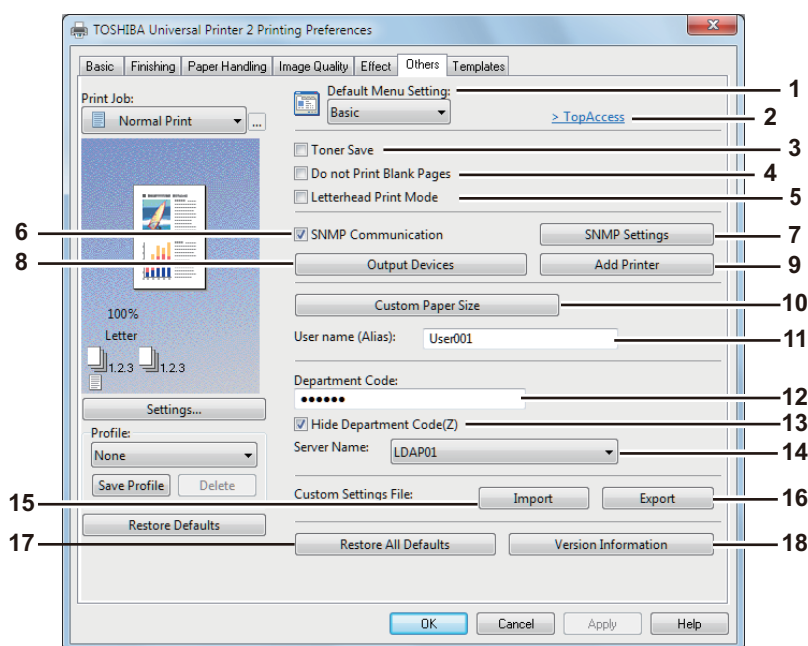 TOSHIBA Universal Printer 2 Printing Preferences
X
Basic Finishing Paper Handling Image Quality Effect Others Templates
Print Job:
Normal Print
...
100%
Letter
1.2.3 1.2.3
Settings...
Profile:
None
Save Profile Delete
Restore Defaults
Default Menu Setting: 1
Basic
> TopAccess 2
Toner Save 3
Do not Print Blank Pages 4
Letterhead Print Mode 5
6 SNMP Communication SNMP Settings 7
8 Output Devices Add Printer 9
Custom Paper Size 10
User name (Alias): User001 11
Department Code:
•••••• 12
Hide Department Code(Z) 13
Server Name: LDAP01 14
15 Custom Settings File: Import Export 16
17 Restore All Defaults Version Information 18
OK Cancel Apply Help